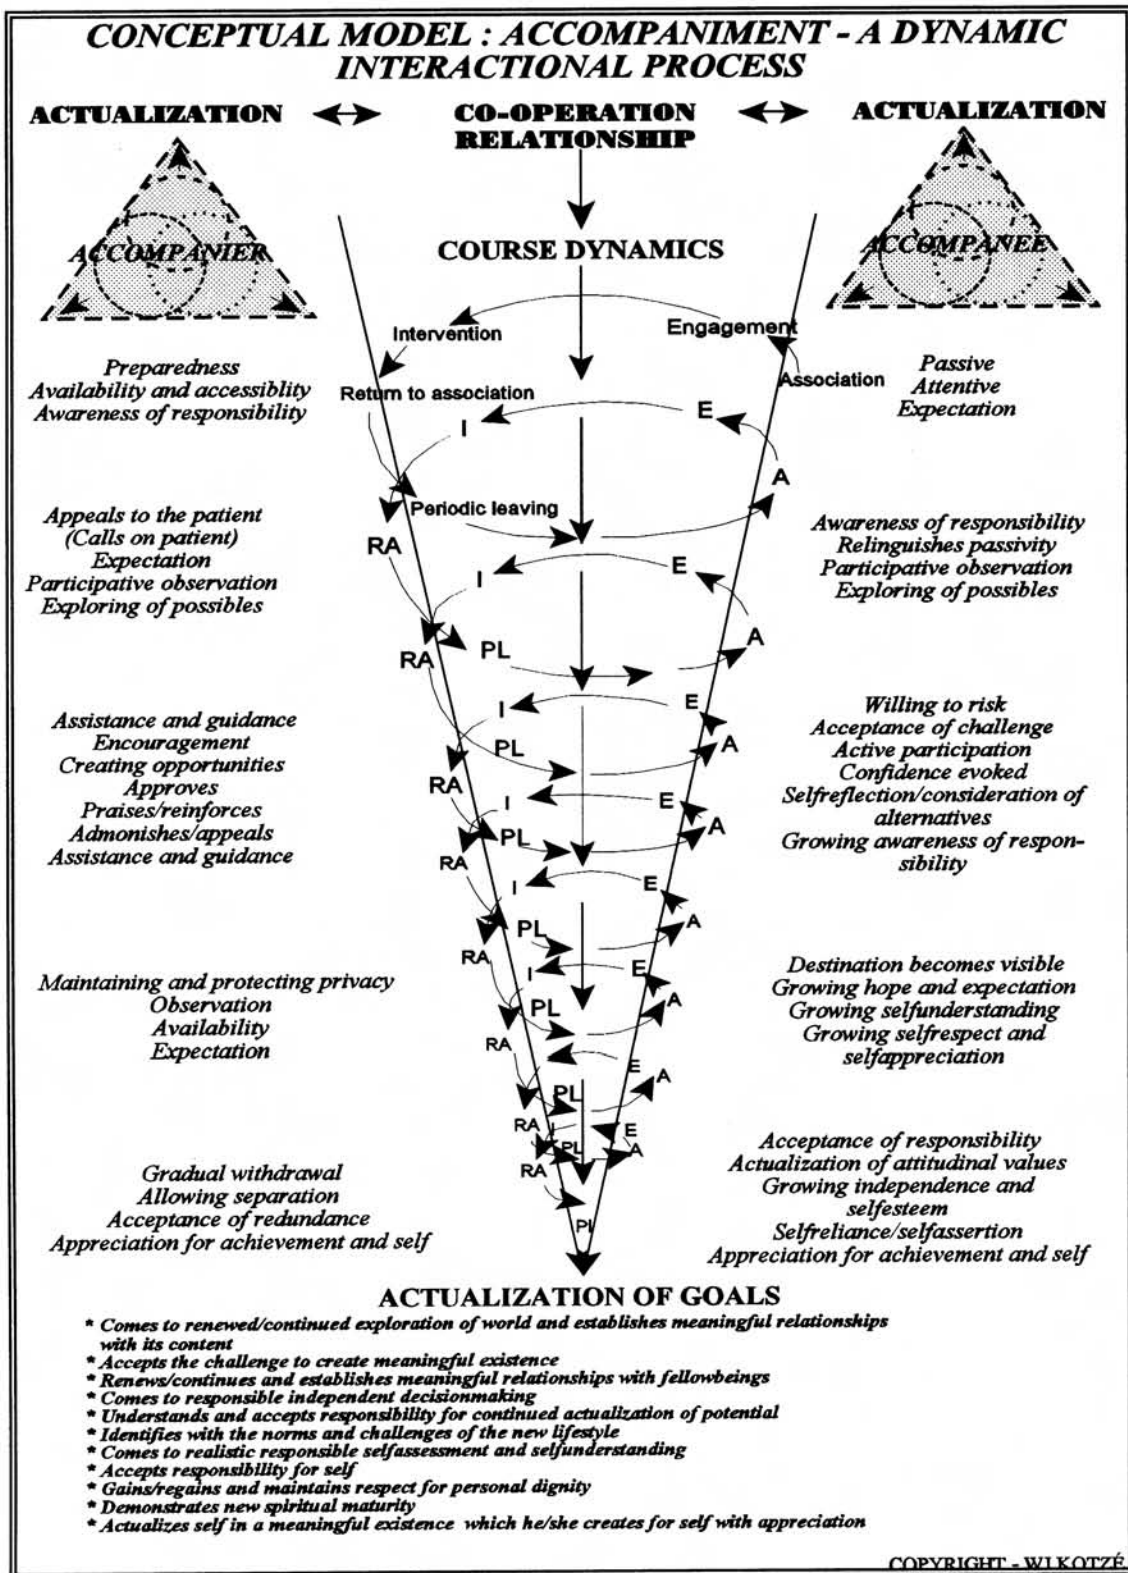 CONCEPTUAL MODEL : ACCOMPANIMENT - A DYNAMIC
INTERACTIONAL PROCESS
ACTUALIZATION
CO-OPERATION
RELATIONSHIP
ACTUALIZATION
ACCOMPANIER
COURSE DYNAMICS
ACCOMPANEE
Intervention
Engagement
Preparedness
Availability and accessiblity
Awareness of responsibility
Return to association
Association
Passive
Attentive
Expectation
I
E
A
Periodic leaving
Appeals to the patient
(Calls on patient)
Expectation
Participative observation
Exploring of possibles
RA
I
E
Awareness of responsibility
Relinguishes passivity
Participative observation
Exploring of possibles
RA
PL
A
Assistance and guidance
Encouragement
Creating opportunities
Approves
Praises/reinforces
Admonishes/appeals
Assistance and guidance
I
E
PL
A
RA
I
E
PL
A
RA
I
E
Willing to risk
Acceptance of challenge
Active participation
Confidence evoked
Selfreflection/consideration of
alternatives
Growing awareness of respon-
sibility
PL
A
RA
I
E
Maintaining and protecting privacy
Observation
Availability
Expectation
PL
A
RA
E
Destination becomes visible
Growing hope and expectation
Growing selfunderstanding
Growing selfrespect and
selfappreciation
PL
A
RA
I
E
PL
A
RA
Gradual withdrawal
Allowing separation
Acceptance of redundance
Appreciation for achievement and self
Pl
Acceptance of responsibility
Actualization of attitudinal values
Growing independence and
selfesteem
Selfreliance/selfassertion
Appreciation for achievement and self
ACTUALIZATION OF GOALS
* Comes to renewed/continued exploration of world and establishes meaningful relationships
with its content
* Accepts the challenge to create meaningful existence
* Renews/continues and establishes meaningful relationships with fellowbeings
* Comes to responsible independent decisionmaking
* Understands and accepts responsibility for continued actualization of potential
* Identifies with the norms and challenges of the new lifestyle
* Comes to realistic responsible selfassessment and selfunderstanding
* Accepts responsibility for self
* Gains/regains and maintains respect for personal dignity
* Demonstrates new spiritual maturity
* Actualizes self in a meaningful existence which he/she creates for self with appreciation
COPYRIGHT - WJ KOTZÉ